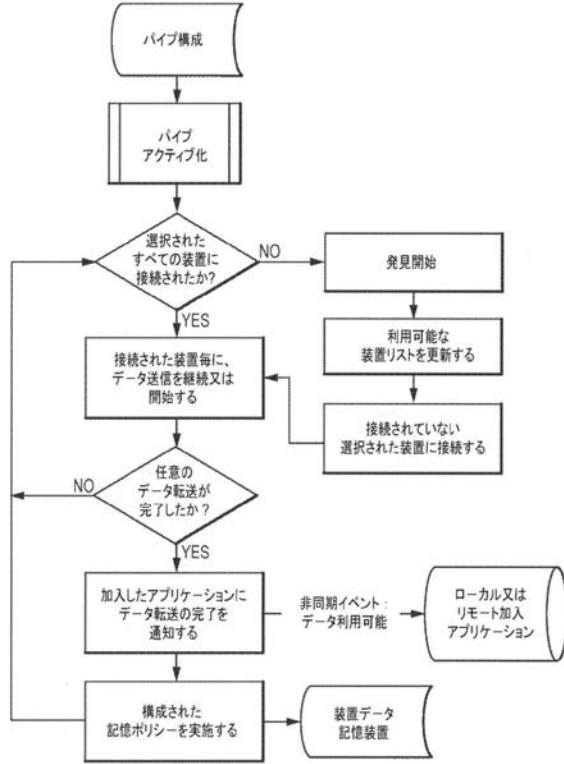 パイプ構成
パイプ
アクティブ化
選択された
すべての装置に
接続されたか?
NO
発見開始
YES
利用可能な
装置リストを更新する
接続された装置毎に、
データ送信を継続又は
開始する
接続されていない
選択された装置に接続する
任意の
データ転送が
完了したか?
NO
YES
加入したアプリケーションに
データ転送の完了を
通知する
非同期イベント:
データ利用可能
ローカル又は
リモート加入
アプリケーション
構成された
記憶ポリシーを実施する
装置データ
記憶装置